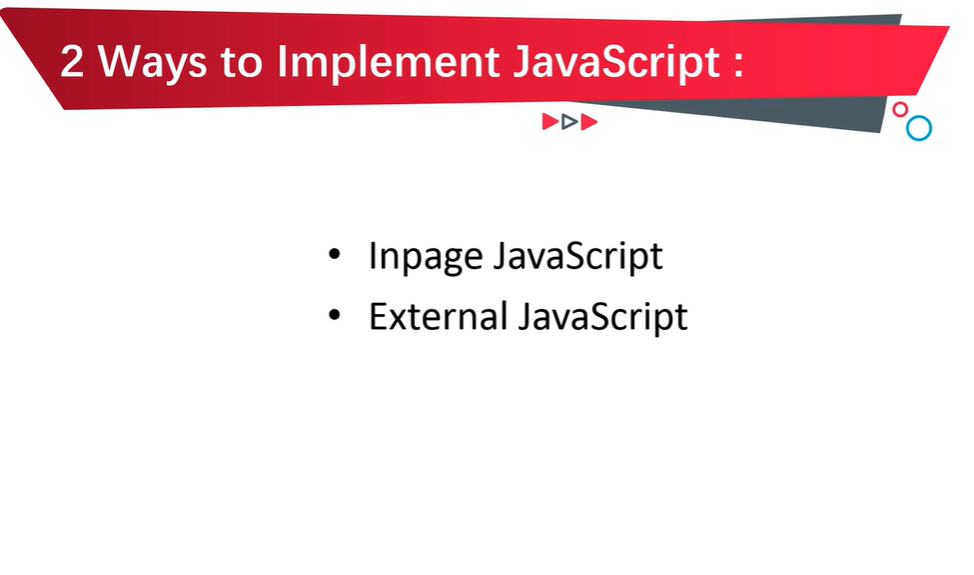 2 Ways to Implement JavaScript :
• Inpage JavaScript
• External JavaScript